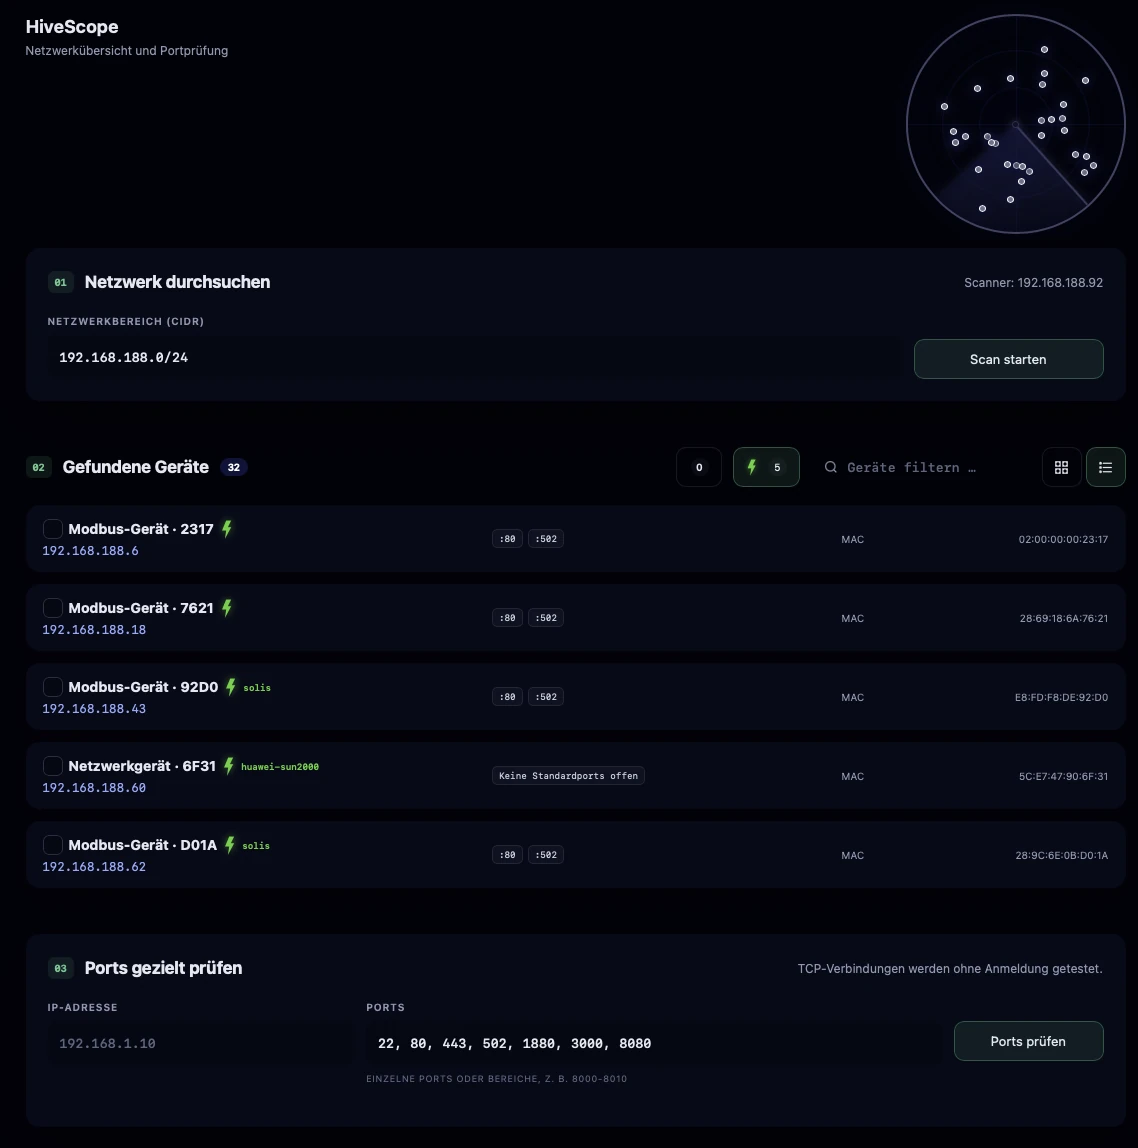 HiveScope
Netzwerkübersicht und Portprüfung
01 Netzwerk durchsuchen
Scanner: 192.168.188.92
NETZWERKBEREICH (CIDR)
192.168.188.0/24
Scan starten
02 Gefundene Geräte 32
0
5
Geräte filtern …
Modbus-Gerät · 2317
192.168.188.6
:80 :502
MAC
02:00:00:00:23:17
Modbus-Gerät · 7621
192.168.188.18
:80 :502
MAC
28:69:18:6A:76:21
Modbus-Gerät · 92D0 solis
192.168.188.43
:80 :502
MAC
E8:FD:F8:DE:92:D0
Netzwerkgerät · 6F31 huawei-sun2000
192.168.188.60
Keine Standardports offen
MAC
5C:E7:47:90:6F:31
Modbus-Gerät · D01A solis
192.168.188.62
:80 :502
MAC
28:9C:6E:0B:D0:1A
03 Ports gezielt prüfen
TCP-Verbindungen werden ohne Anmeldung getestet.
IP-ADRESSE
192.168.1.10
PORTS
22, 80, 443, 502, 1880, 3000, 8080
Ports prüfen
EINZELNE PORTS ODER BEREICHE, Z. B. 8000-8010